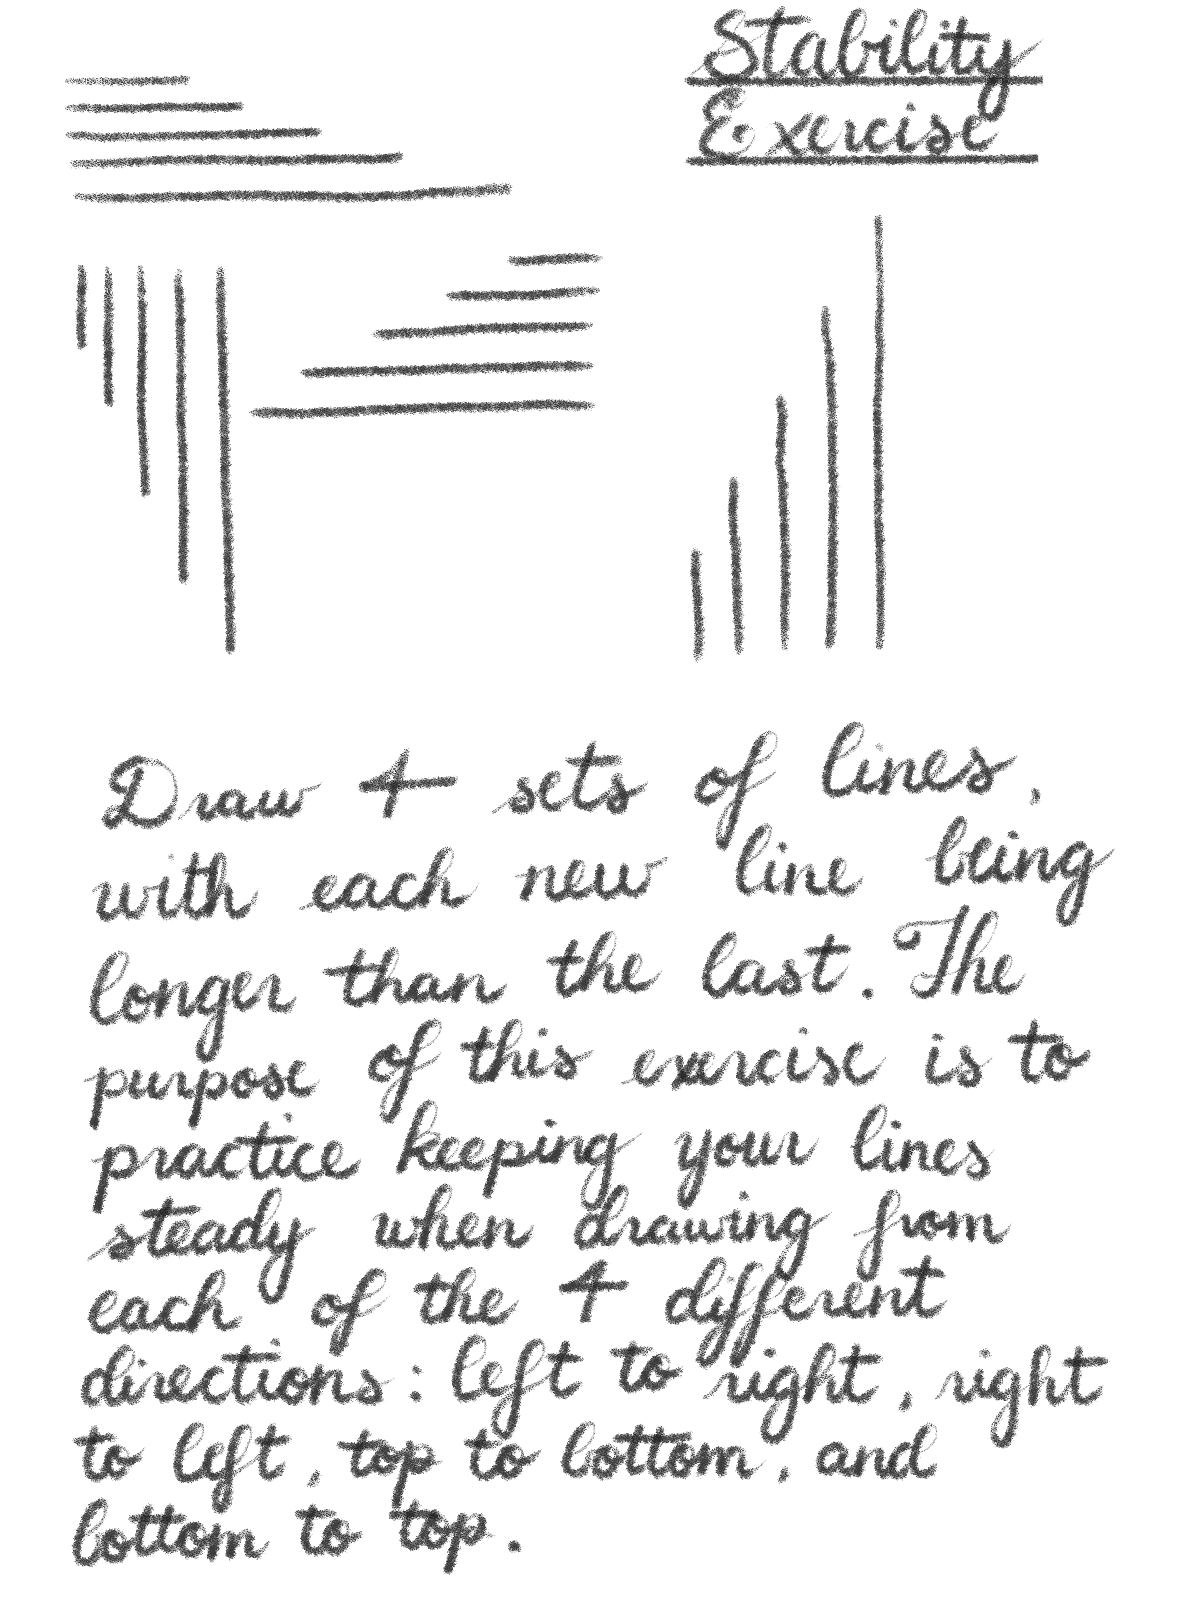 Stability
Exercise
Draw 4 sets of lines,
with each new line being
longer than the last. The
purpose of this exercise is to
practice keeping your lines
steady when drawing from
each of the 4 different
directions: left to right, right
to left, top to bottom, and
bottom to top.